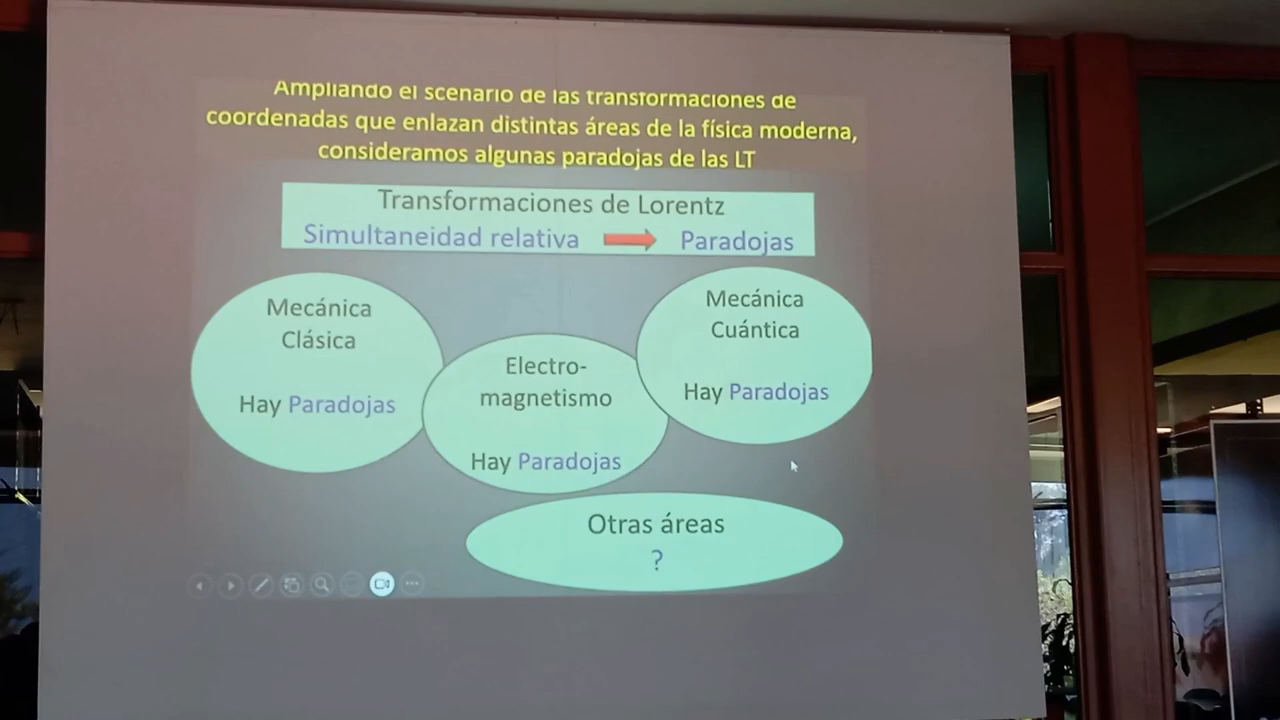 Ampliando el scenario de las transformaciones de
coordenadas que enlazan distintas áreas de la física moderna,
consideramos algunas paradojas de las LT
Transformaciones de Lorentz
Simultaneidad relativa Paradojas
Mecánica
Clásica
Hay Paradojas
Electro-
magnetismo
Hay Paradojas
Mecánica
Cuántica
Hay Paradojas
Otras áreas
?